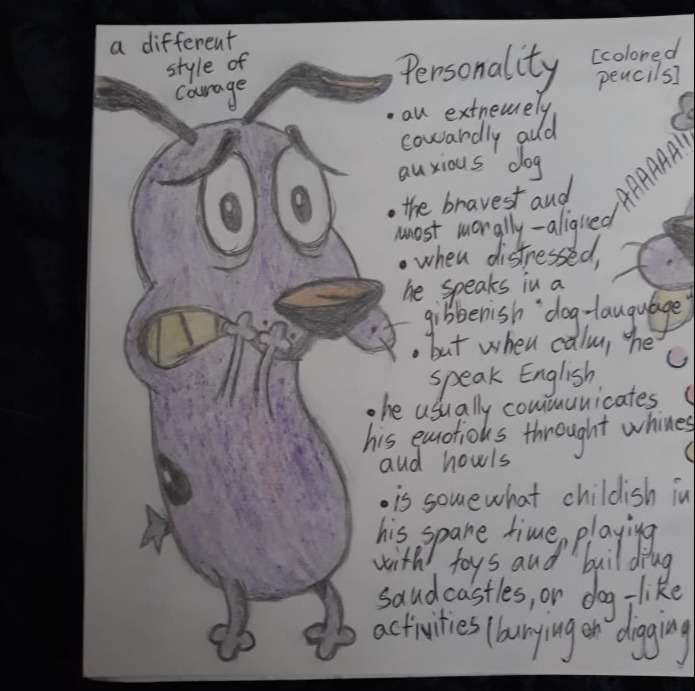 a different
style of
Courage
Personality
[colored
pencils]
• an extremely
cowardly and
anxious dog
• the bravest and
most morally-aligned
• when distressed,
he speaks in a
gibberish "dog-language"
• but when calm, he
speak English
• he usually communicates
his emotions throught whines
and howls
• is somewhat childish in
his spare time, playing
with toys and building
sandcastles, or dog-like
activities (burying or digging
AAAAAAA